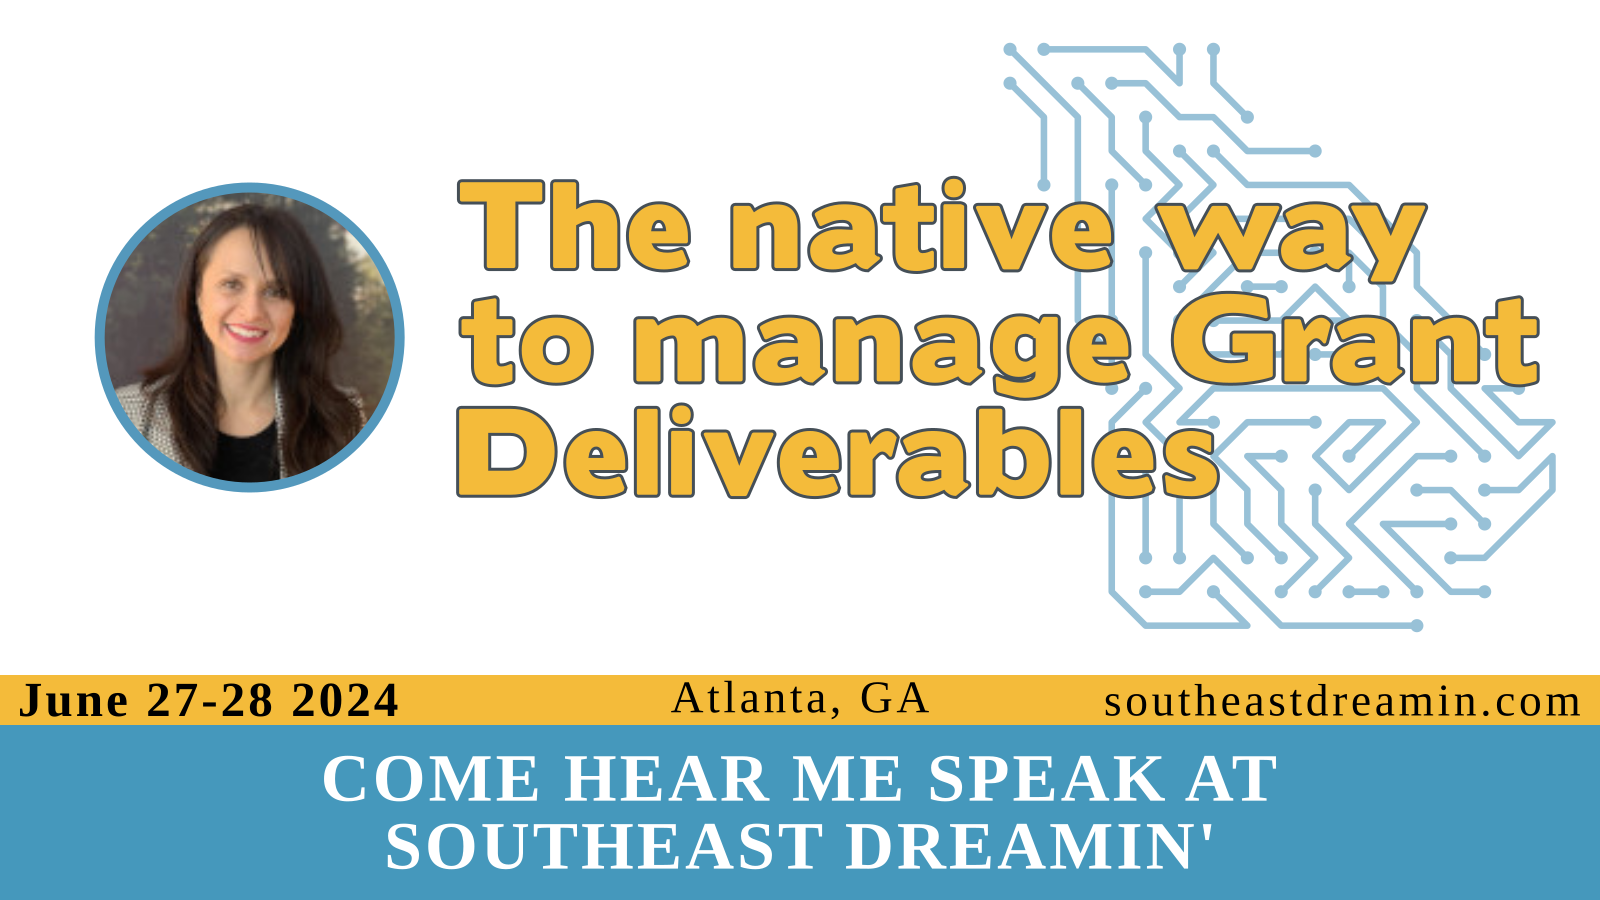 The native way
to manage Grant
Deliverables
June 27-28 2024
Atlanta, GA
southeastdreamin.com
COME HEAR ME SPEAK AT
SOUTHEAST DREAMIN'